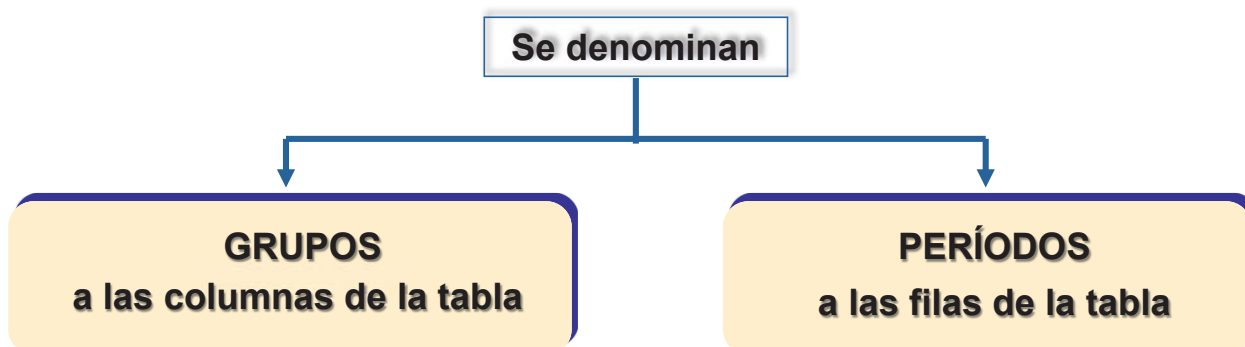 Se denominan
GRUPOS
a las columnas de la tabla
PERÍODOS
a las filas de la tabla